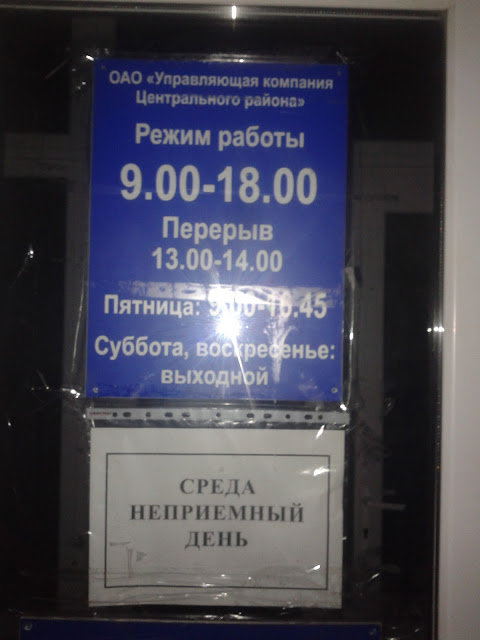 ОАО «Управляющая компания
Центрального района»
Режим работы
9.00-18.00
Перерыв
13.00-14.00
Пятница: 9.00-16.45
Суббота, воскресенье:
выходной
СРЕДА
НЕПРИЕМНЫЙ
ДЕНЬ